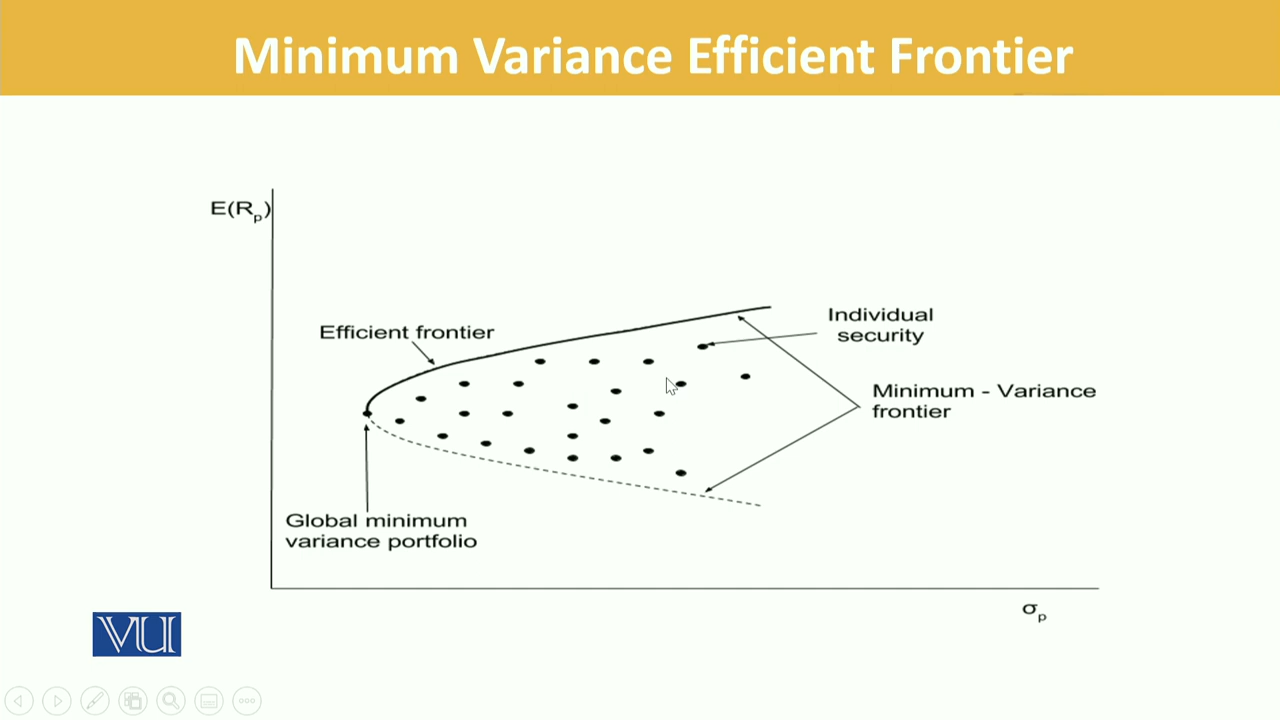 Minimum Variance Efficient Frontier
E(Rp)
Efficient frontier
Individual
security
Minimum - Variance
frontier
Global minimum
variance portfolio
σp
VU